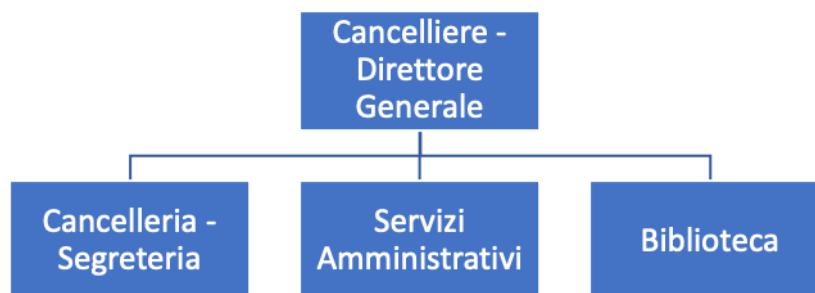 Cancelliere -
Direttore
Generale
Cancelleria -
Segreteria
Servizi
Amministrativi
Biblioteca